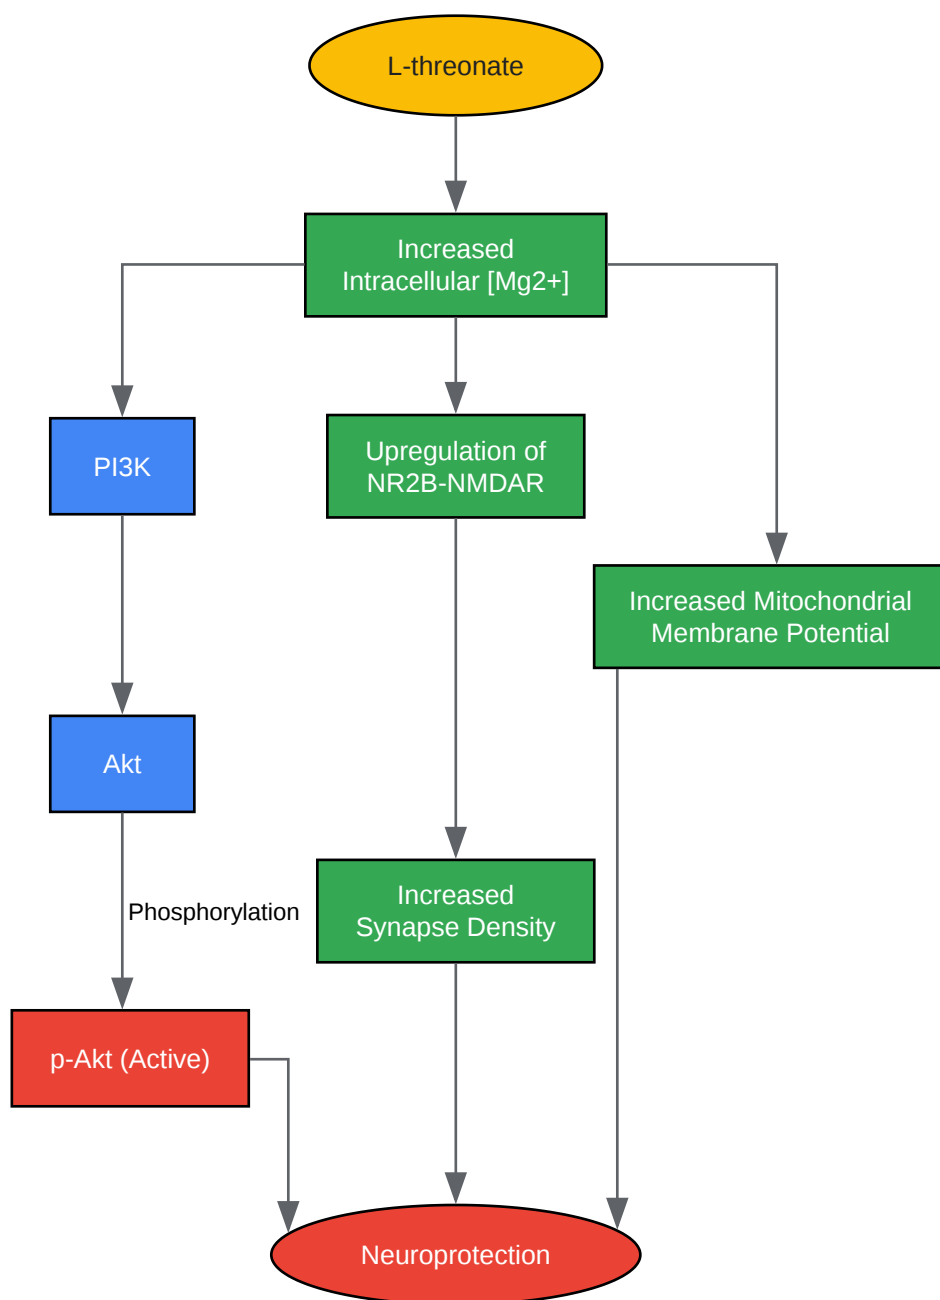 L-threonate
Increased
Intracellular [Mg2+]
PI3K
Upregulation of
NR2B-NMDAR
Increased Mitochondrial
Membrane Potential
Akt
Increased
Synapse Density
Phosphorylation
p-Akt (Active)
Neuroprotection